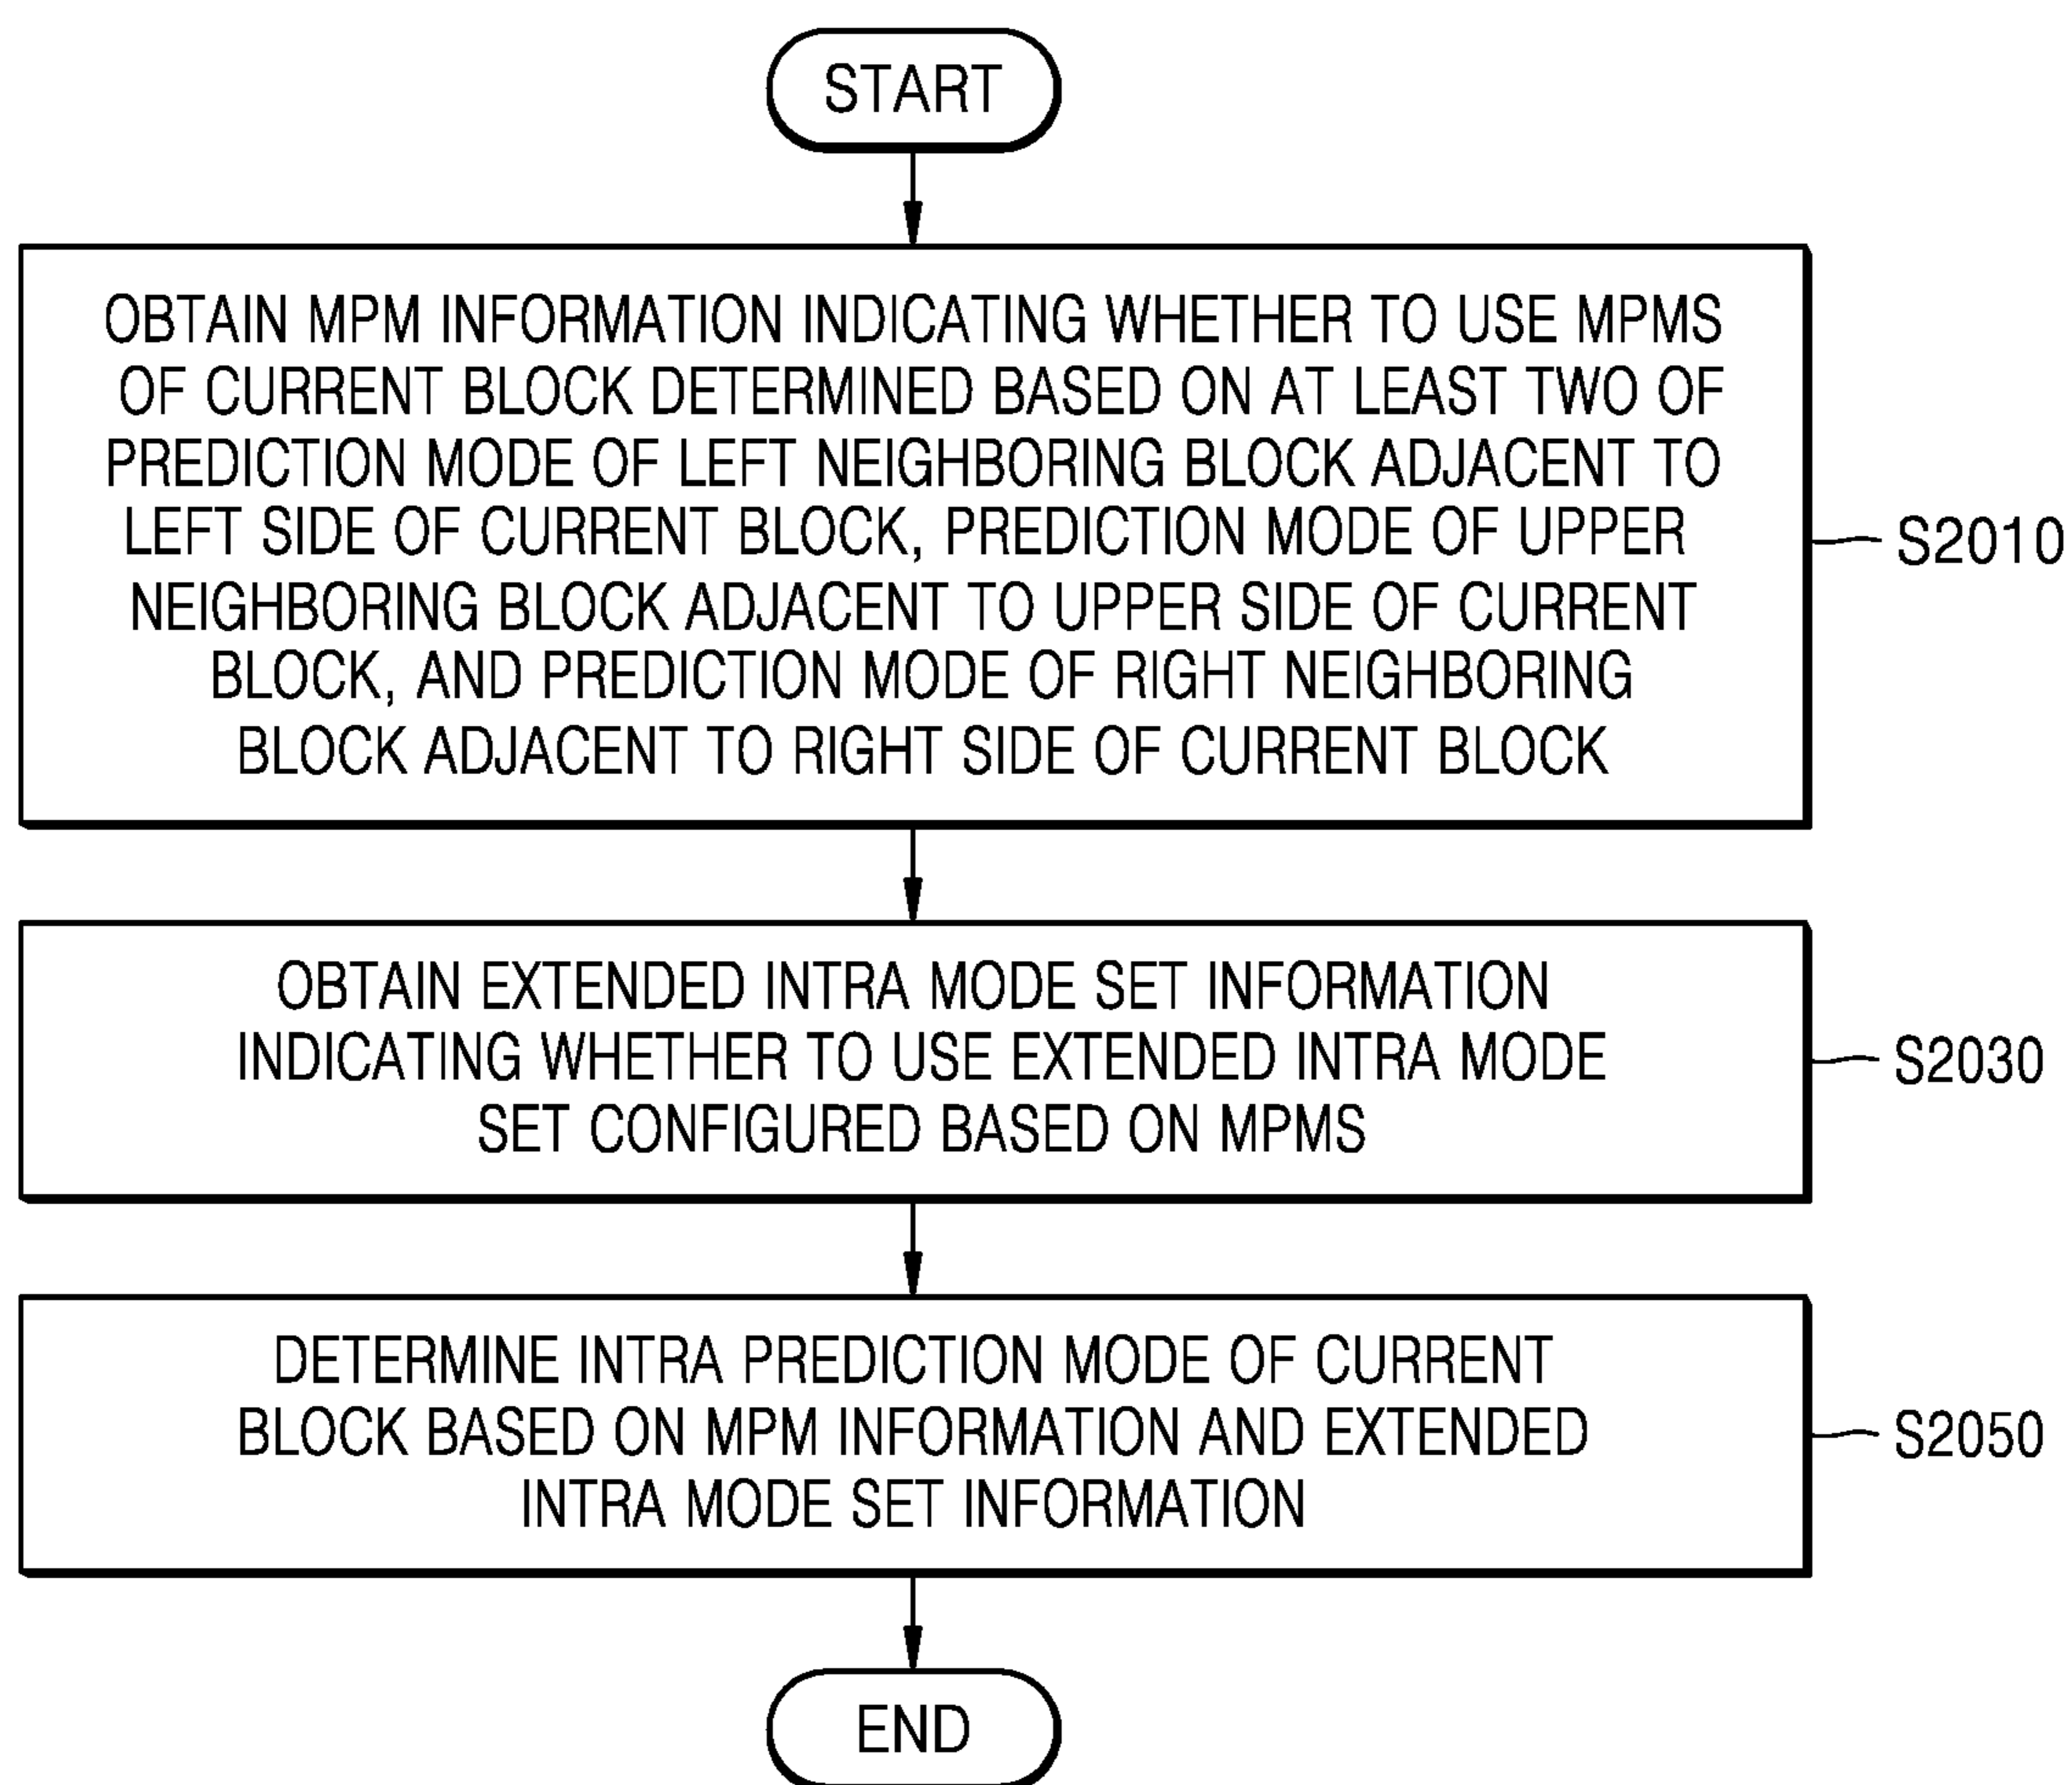 START
OBTAIN MPM INFORMATION INDICATING WHETHER TO USE MPMS
OF CURRENT BLOCK DETERMINED BASED ON AT LEAST TWO OF
PREDICTION MODE OF LEFT NEIGHBORING BLOCK ADJACENT TO
LEFT SIDE OF CURRENT BLOCK, PREDICTION MODE OF UPPER
NEIGHBORING BLOCK ADJACENT TO UPPER SIDE OF CURRENT
BLOCK, AND PREDICTION MODE OF RIGHT NEIGHBORING
BLOCK ADJACENT TO RIGHT SIDE OF CURRENT BLOCK
S2010
OBTAIN EXTENDED INTRA MODE SET INFORMATION
INDICATING WHETHER TO USE EXTENDED INTRA MODE
SET CONFIGURED BASED ON MPMS
S2030
DETERMINE INTRA PREDICTION MODE OF CURRENT
BLOCK BASED ON MPM INFORMATION AND EXTENDED
INTRA MODE SET INFORMATION
S2050
END